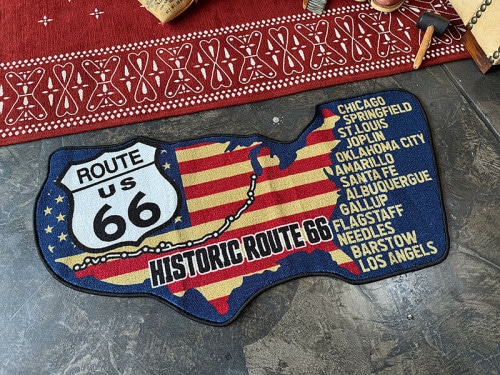 ROUTE
US
66
HISTORIC ROUTE 66
CHICAGO
SPRINGFIELD
ST.LOUIS
JOPLIN
OKLAHOMA CITY
AMARILLO
SANTA FE
ALBUQUERGUE
GALLUP
FLAGSTAFF
NEEDLES
BARSTOW
LOS ANGELS